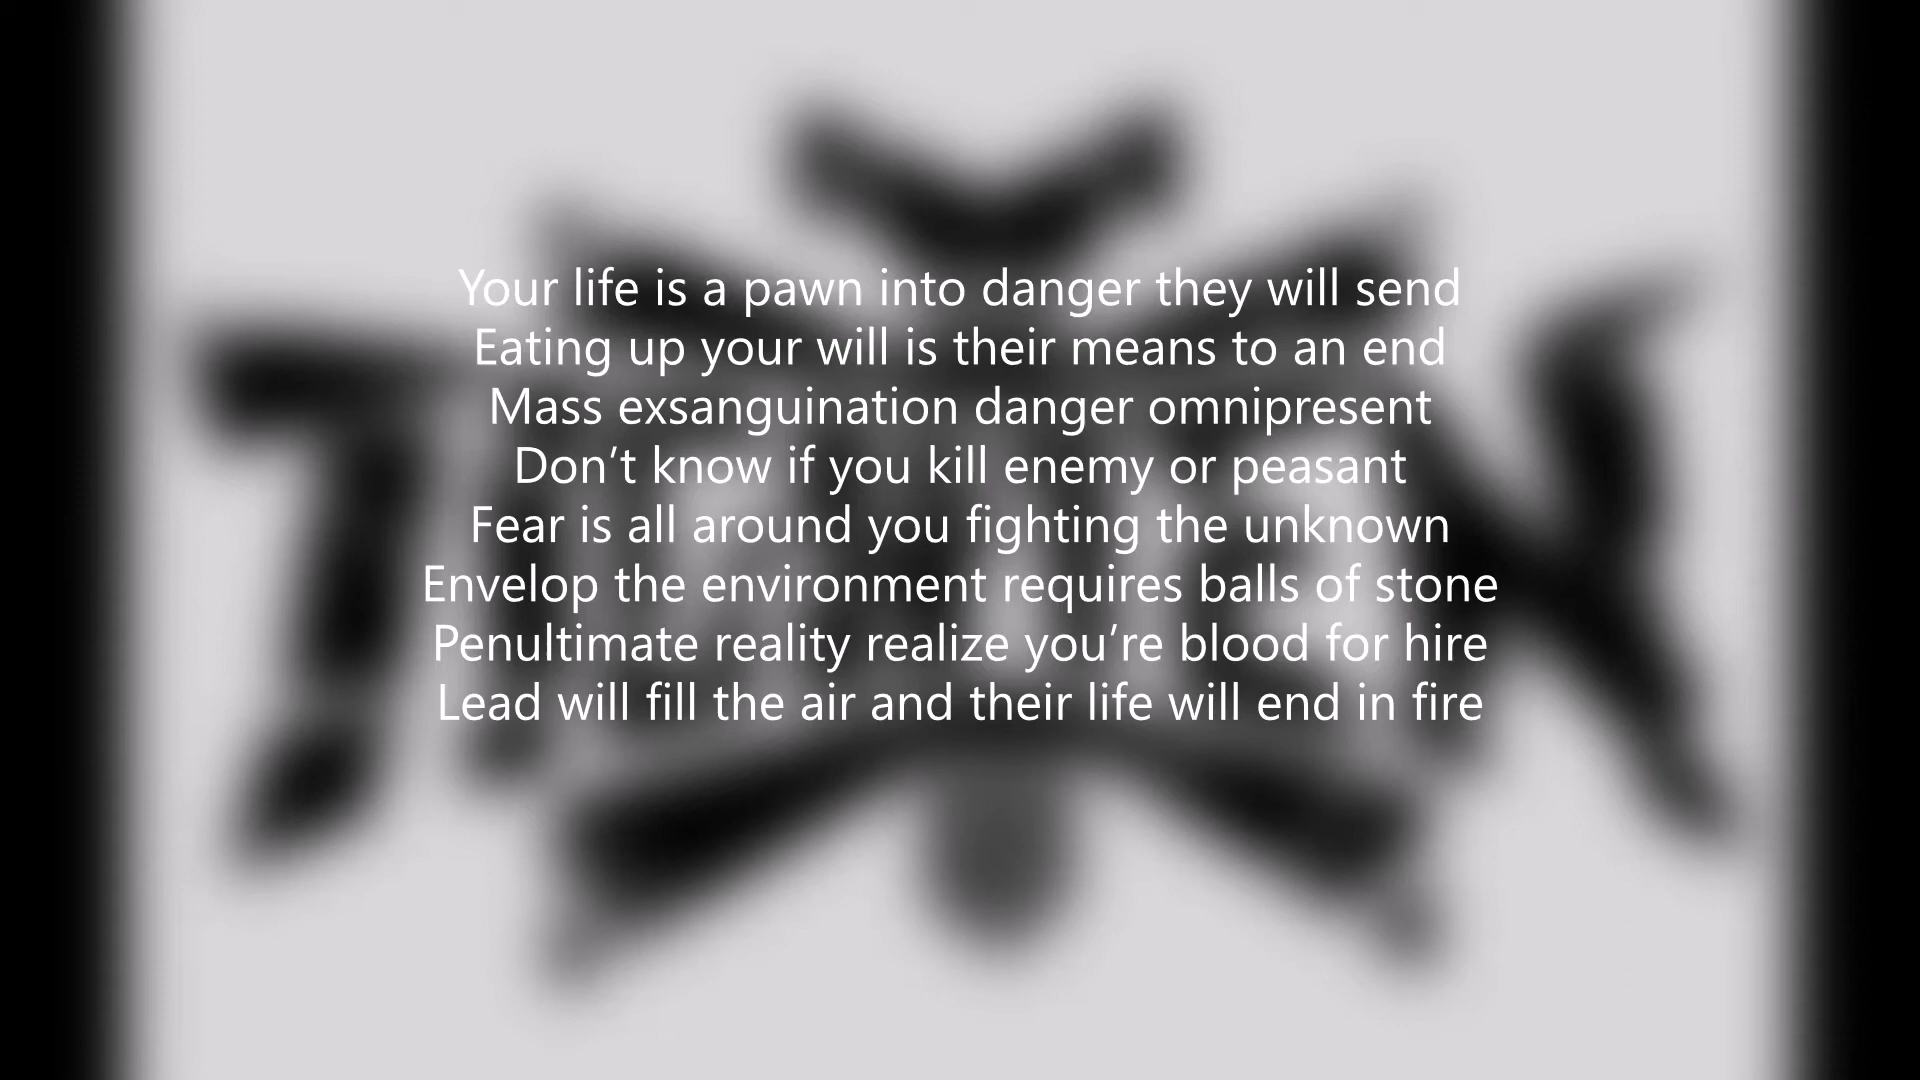 Your life is a pawn into danger they will send
Eating up your will is their means to an end
Mass exsanguination danger omnipresent
Don’t know if you kill enemy or peasant
Fear is all around you fighting the unknown
Envelop the environment requires balls of stone
Penultimate reality realize you’re blood for hire
Lead will fill the air and their life will end in fire